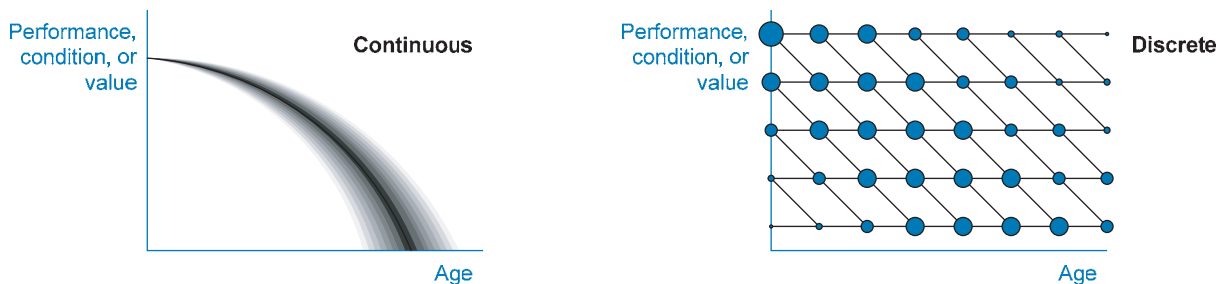 Performance,
condition, or
value
Continuous
Age
Performance,
condition, or
value
Discrete
Age